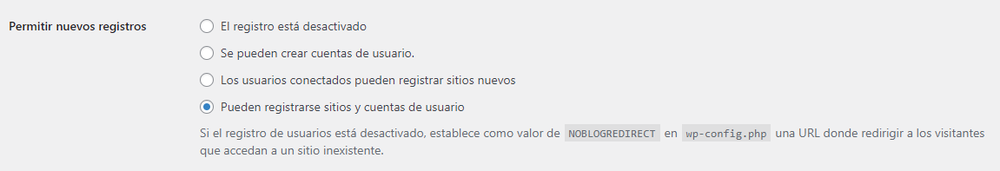 Permitir nuevos registros
El registro está desactivado
Se pueden crear cuentas de usuario.
Los usuarios conectados pueden registrar sitios nuevos
Pueden registrarse sitios y cuentas de usuario
Si el registro de usuarios está desactivado, establece como valor de NOBLOGREDIRECT en wp-config.php una URL donde redirigir a los visitantes
que accedan a un sitio inexistente.